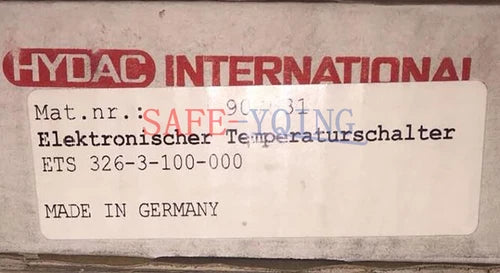 HYDAC INTERNATIONAL
Mat.nr.:
SAFE-YQING
Elektronischer Temperaturschalter
ETS 326-3-100-000
MADE IN GERMANY